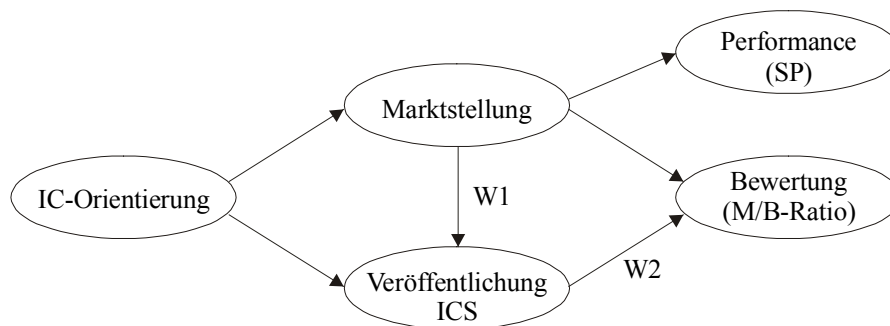 Performance
(SP)
Marktstellung
IC-Orientierung
W1
Bewertung
(M/B-Ratio)
Veröffentlichung
ICS
W2